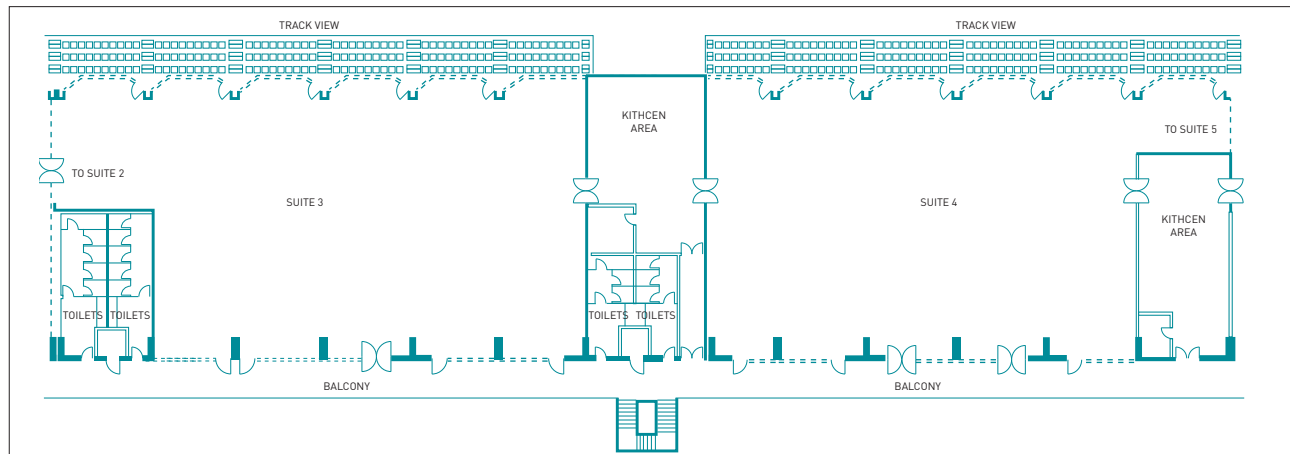 TRACK VIEW
TRACK VIEW
KITHCEN
AREA
TO SUITE 5
TO SUITE 2
SUITE 3
SUITE 4
KITHCEN
AREA
TOILETS
TOILETS
TOILETS
TOILETS
BALCONY
BALCONY